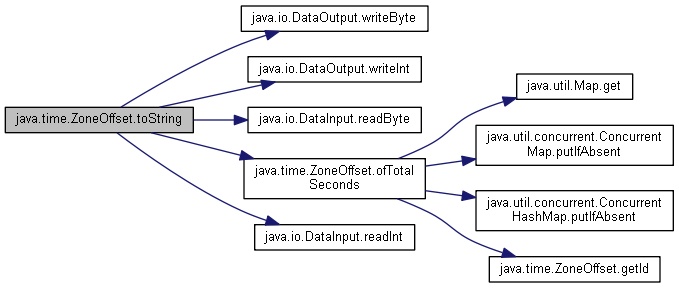 java.io.DataOutput.writeByte
java.io.DataOutput.writeInt
java.util.Map.get
java.time.ZoneOffset.toString
java.io.DataInput.readByte
java.util.concurrent.Concurrent
Map.putIfAbsent
java.time.ZoneOffset.ofTotal
Seconds
java.util.concurrent.Concurrent
HashMap.putIfAbsent
java.io.DataInput.readInt
java.time.ZoneOffset.getId